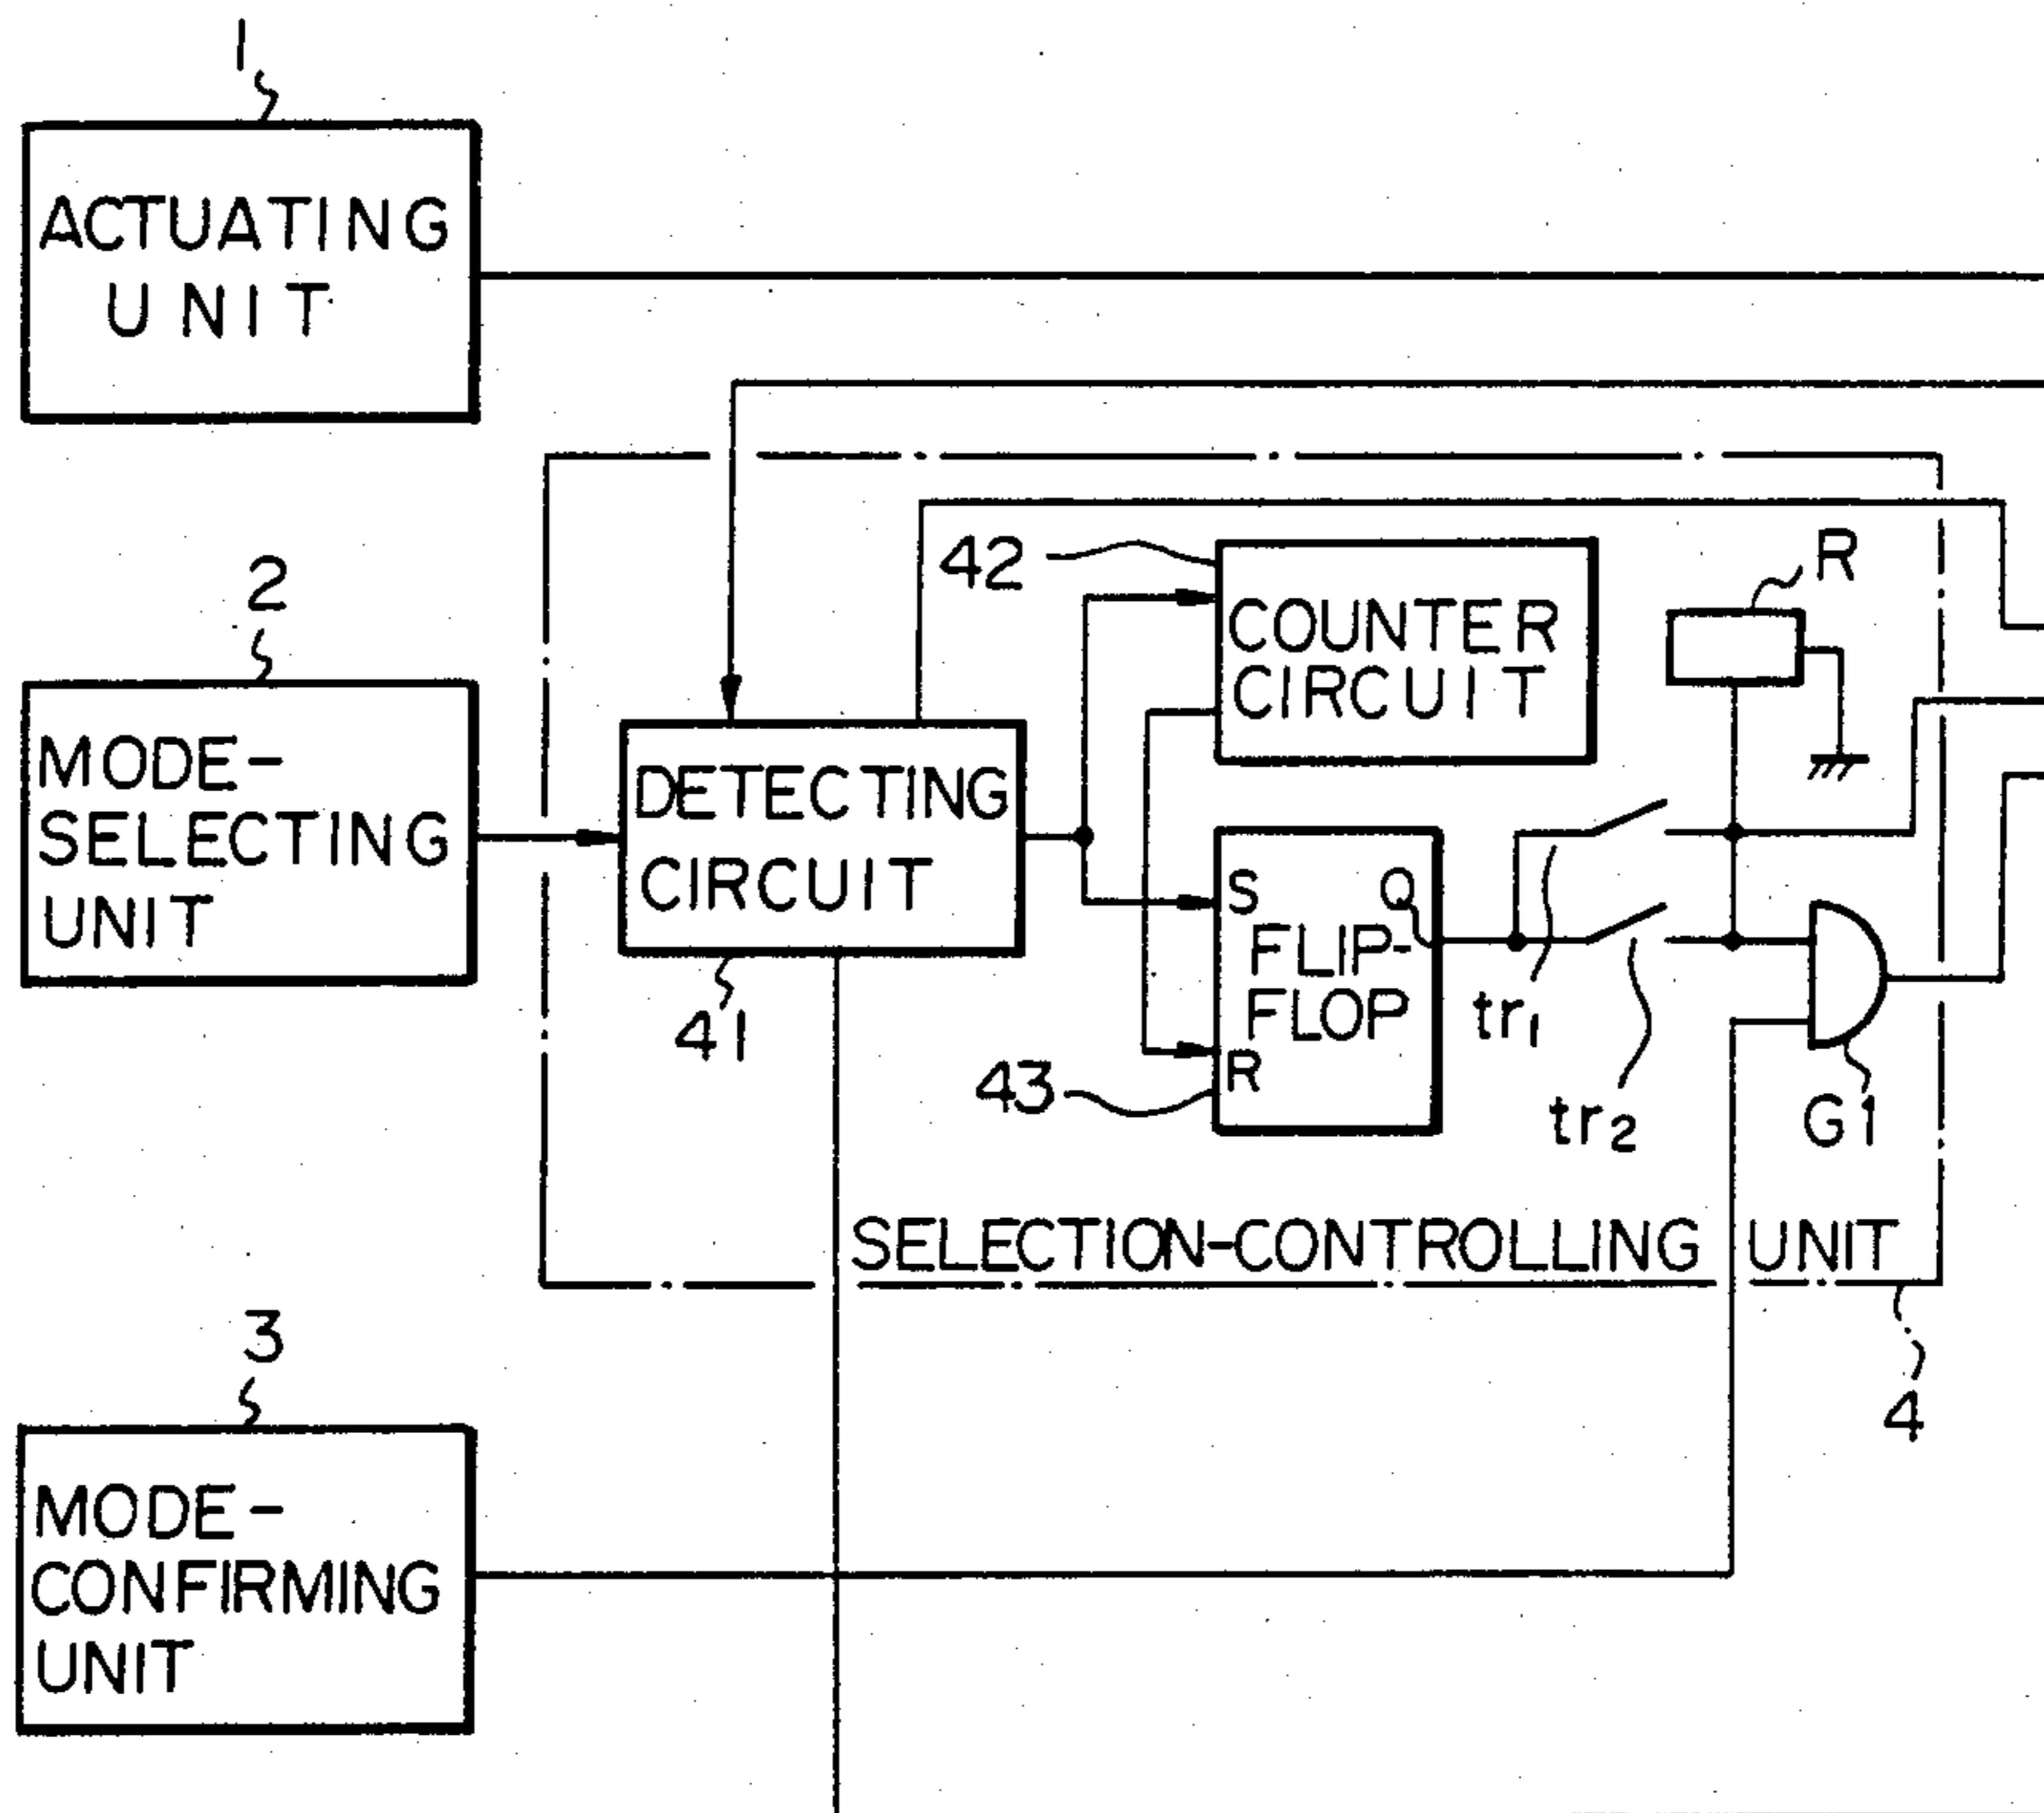 1
ACTUATING
UNIT
2
MODE-
SELECTING
UNIT
42
COUNTER
CIRCUIT
R
DETECTING
CIRCUIT
41
S
Q
FLIP-
FLOP
R
43
tr1
tr2
G1
SELECTION-CONTROLLING UNIT
4
3
MODE-
CONFIRMING
UNIT